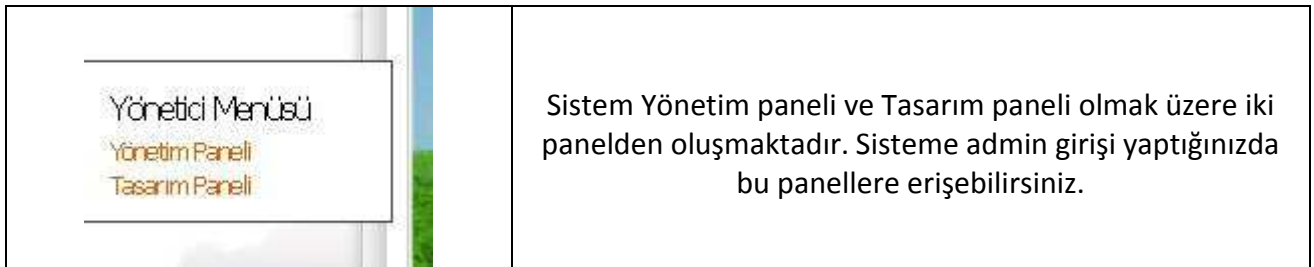 Yönetici Menüsü
Yönetim Paneli
Tasarım Paneli
Sistem Yönetim paneli ve Tasarım paneli olmak üzere iki
panelden oluşmaktadır. Sisteme admin girişi yaptığınızda
bu panellere erişebilirsiniz.